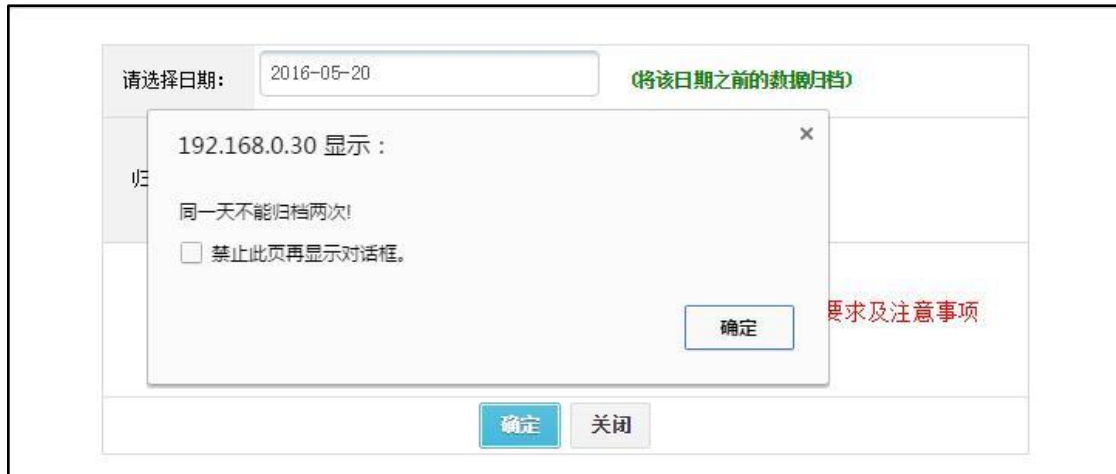 请选择日期: 2016-05-20 (将该日期之前的数据归档)
192.168.0.30 显示：
归
同一天不能归档两次!
禁止此页再显示对话框。
要求及注意事项
确定
确定 关闭